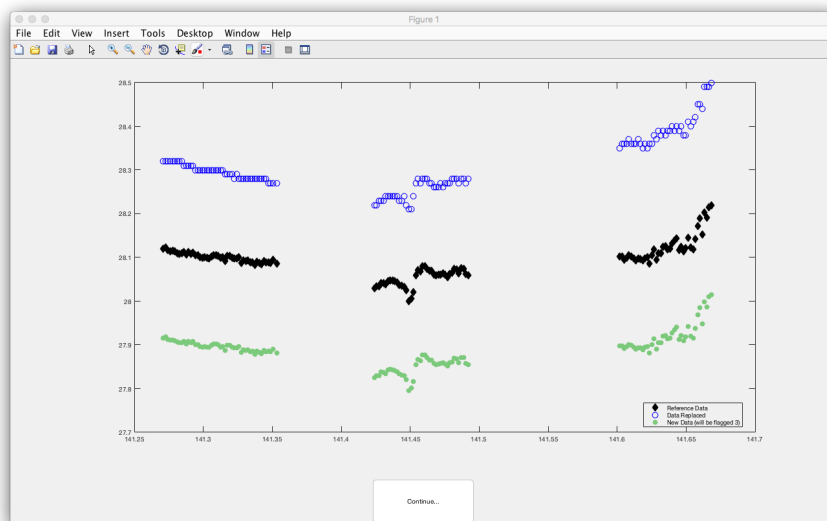 Figure 1
File Edit View Insert Tools Desktop Window Help
28.5
28.4
28.3
28.2
28.1
28
27.9
27.8
27.7
141.25 141.3 141.35 141.4 141.45 141.5 141.55 141.6 141.65 141.7
Reference Data
Data Replaced
New Data (will be flagged 3)
Continue...